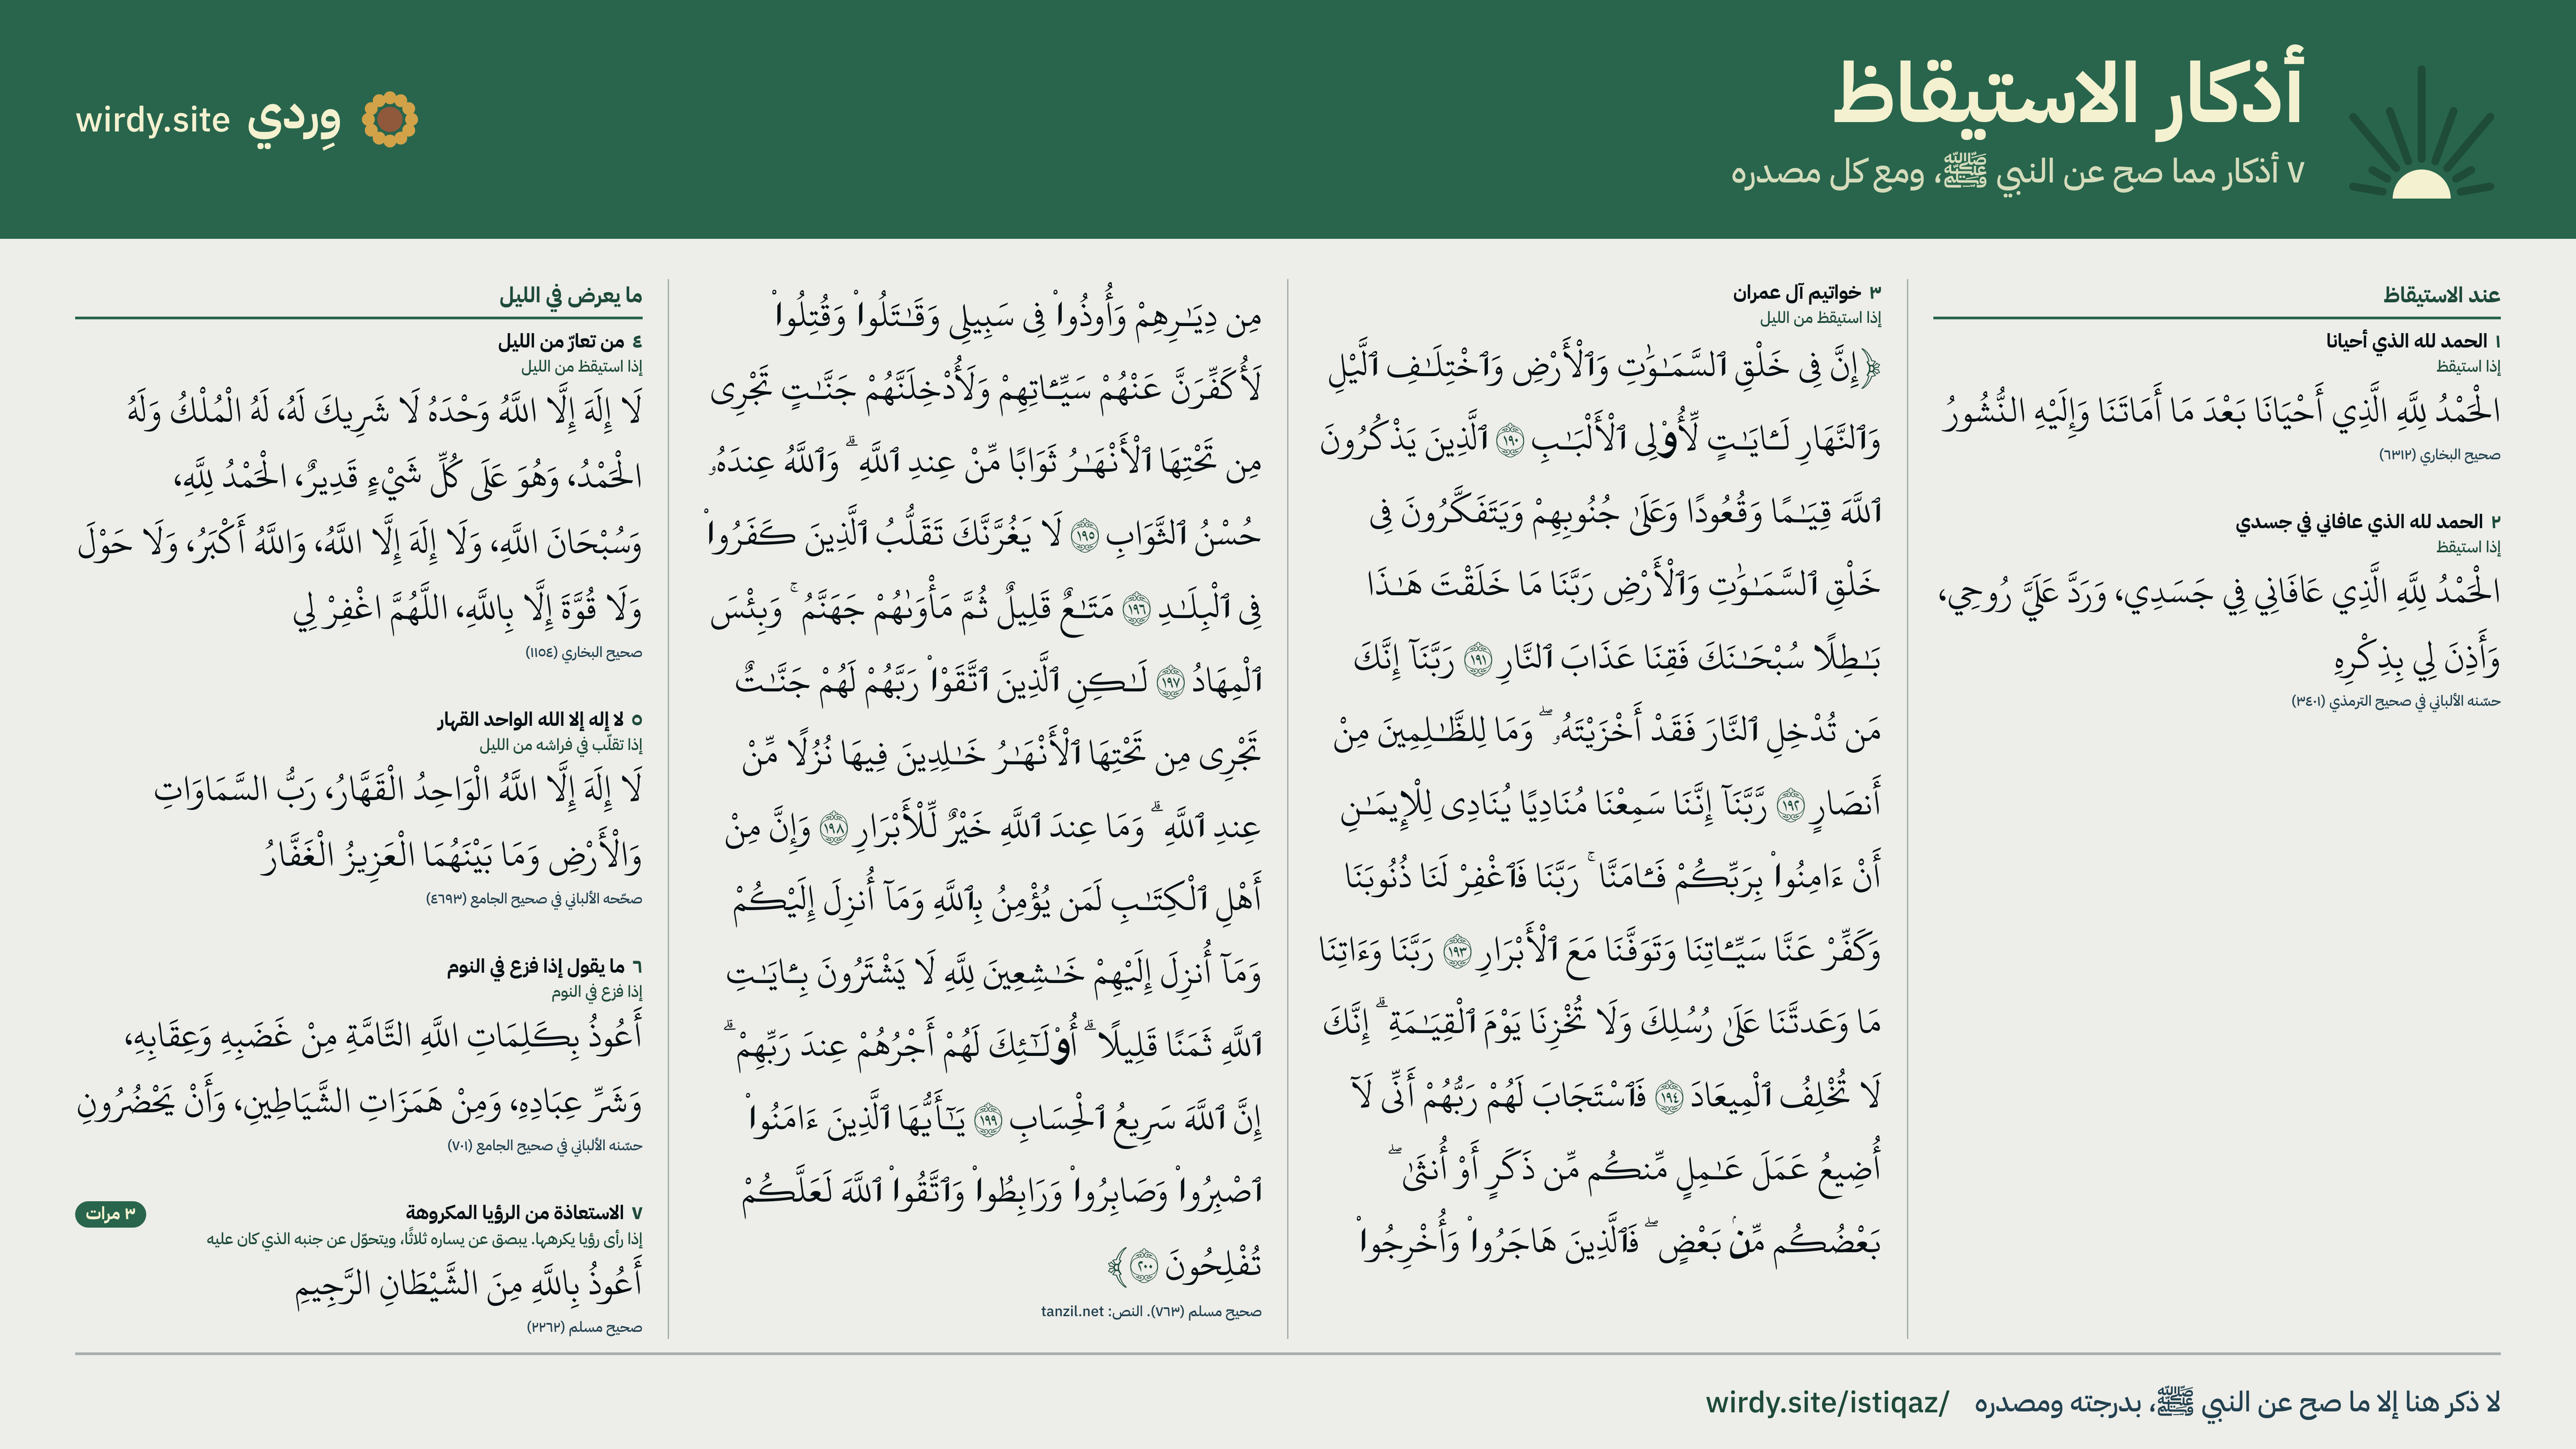 أذكار الاستيقاظ
٧ أذكار مما صح عن النبي ﷺ، ومع كل مصدره
وِردي wirdy.site
عند الاستيقاظ
١ الحمد لله الذي أحيانا
إذا استيقظ
الْحَمْدُ لِلَّهِ الَّذِي أَحْيَانَا بَعْدَ مَا أَمَاتَنَا وَإِلَيْهِ النُّشُورُ
صحيح البخاري (٦٣١٢)
٢ الحمد لله الذي عافاني في جسدي
إذا استيقظ
الْحَمْدُ لِلَّهِ الَّذِي عَافَانِي فِي جَسَدِي، وَرَدَّ عَلَيَّ رُوحِي،
وَأَذِنَ لِي بِذِكْرِهِ
حسّنه الألباني في صحيح الترمذي (٣٤٠١)
٣ خواتيم آل عمران
إذا استيقظ من الليل
﴿إِنَّ فِى خَلْقِ ٱلسَّمَـٰوَٰتِ وَٱلْأَرْضِ وَٱخْتِلَـٰفِ ٱلَّيْلِ
وَٱلنَّهَارِ لَـَٔايَـٰتٍ لِّأُو۟لِى ٱلْأَلْبَـٰبِ ١٩٠ ٱلَّذِينَ يَذْكُرُونَ
ٱللَّهَ قِيَـٰمًا وَقُعُودًا وَعَلَىٰ جُنُوبِهِمْ وَيَتَفَكَّرُونَ فِى
خَلْقِ ٱلسَّمَـٰوَٰتِ وَٱلْأَرْضِ رَبَّنَا مَا خَلَقْتَ هَـٰذَا
بَـٰطِلًا سُبْحَـٰنَكَ فَقِنَا عَذَابَ ٱلنَّارِ ١٩١ رَبَّنَآ إِنَّكَ
مَن تُدْخِلِ ٱلنَّارَ فَقَدْ أَخْزَيْتَهُۥ ۖ وَمَا لِلظَّـٰلِمِينَ مِنْ
أَنصَارٍ ١٩٢ رَّبَّنَآ إِنَّنَا سَمِعْنَا مُنَادِيًا يُنَادِى لِلْإِيمَـٰنِ
أَنْ ءَامِنُوا۟ بِرَبِّكُمْ فَـَٔامَنَّا ۚ رَبَّنَا فَٱغْفِرْ لَنَا ذُنُوبَنَا
وَكَفِّرْ عَنَّا سَيِّـَٔاتِنَا وَتَوَفَّنَا مَعَ ٱلْأَبْرَارِ ١٩٣ رَبَّنَا وَءَاتِنَا
مَا وَعَدتَّنَا عَلَىٰ رُسُلِكَ وَلَا تُخْزِنَا يَوْمَ ٱلْقِيَـٰمَةِ ۗ إِنَّكَ
لَا تُخْلِفُ ٱلْمِيعَادَ ١٩٤ فَٱسْتَجَابَ لَهُمْ رَبُّهُمْ أَنِّى لَآ
أُضِيعُ عَمَلَ عَـٰمِلٍ مِّنكُم مِّن ذَكَرٍ أَوْ أُنثَىٰ ۖ
بَعْضُكُم مِّنۢ بَعْضٍ ۖ فَٱلَّذِينَ هَاجَرُوا۟ وَأُخْرِجُوا۟
مِن دِيَـٰرِهِمْ وَأُوذُوا۟ فِى سَبِيلِى وَقَـٰتَلُوا۟ وَقُتِلُوا۟
لَأُكَفِّرَنَّ عَنْهُمْ سَيِّـَٔاتِهِمْ وَلَأُدْخِلَنَّهُمْ جَنَّـٰتٍ تَجْرِى
مِن تَحْتِهَا ٱلْأَنْهَـٰرُ ثَوَابًا مِّنْ عِندِ ٱللَّهِ ۗ وَٱللَّهُ عِندَهُۥ
حُسْنُ ٱلثَّوَابِ ١٩٥ لَا يَغُرَّنَّكَ تَقَلُّبُ ٱلَّذِينَ كَفَرُوا۟
فِى ٱلْبِلَـٰدِ ١٩٦ مَتَـٰعٌ قَلِيلٌ ثُمَّ مَأْوَىٰهُمْ جَهَنَّمُ ۚ وَبِئْسَ
ٱلْمِهَادُ ١٩٧ لَـٰكِنِ ٱلَّذِينَ ٱتَّقَوْا۟ رَبَّهُمْ لَهُمْ جَنَّـٰتٌ
تَجْرِى مِن تَحْتِهَا ٱلْأَنْهَـٰرُ خَـٰلِدِينَ فِيهَا نُزُلًا مِّنْ
عِندِ ٱللَّهِ ۗ وَمَا عِندَ ٱللَّهِ خَيْرٌ لِّلْأَبْرَارِ ١٩٨ وَإِنَّ مِنْ
أَهْلِ ٱلْكِتَـٰبِ لَمَن يُؤْمِنُ بِٱللَّهِ وَمَآ أُنزِلَ إِلَيْكُمْ
وَمَآ أُنزِلَ إِلَيْهِمْ خَـٰشِعِينَ لِلَّهِ لَا يَشْتَرُونَ بِـَٔايَـٰتِ
ٱللَّهِ ثَمَنًا قَلِيلًا ۗ أُو۟لَـٰٓئِكَ لَهُمْ أَجْرُهُمْ عِندَ رَبِّهِمْ ۗ
إِنَّ ٱللَّهَ سَرِيعُ ٱلْحِسَابِ ١٩٩ يَـٰٓأَيُّهَا ٱلَّذِينَ ءَامَنُوا۟
ٱصْبِرُوا۟ وَصَابِرُوا۟ وَرَابِطُوا۟ وَٱتَّقُوا۟ ٱللَّهَ لَعَلَّكُمْ
تُفْلِحُونَ ٢٠٠﴾
صحيح مسلم (٧٦٣). النص: tanzil.net
ما يعرض في الليل
٤ من تعارّ من الليل
إذا استيقظ من الليل
لَا إِلَهَ إِلَّا اللَّهُ وَحْدَهُ لَا شَرِيكَ لَهُ، لَهُ الْمُلْكُ وَلَهُ
الْحَمْدُ، وَهُوَ عَلَى كُلِّ شَيْءٍ قَدِيرٌ، الْحَمْدُ لِلَّهِ،
وَسُبْحَانَ اللَّهِ، وَلَا إِلَهَ إِلَّا اللَّهُ، وَاللَّهُ أَكْبَرُ، وَلَا حَوْلَ
وَلَا قُوَّةَ إِلَّا بِاللَّهِ، اللَّهُمَّ اغْفِرْ لِي
صحيح البخاري (١١٥٤)
٥ لا إله إلا الله الواحد القهار
إذا تقلّب في فراشه من الليل
لَا إِلَهَ إِلَّا اللَّهُ الْوَاحِدُ الْقَهَّارُ، رَبُّ السَّمَاوَاتِ
وَالْأَرْضِ وَمَا بَيْنَهُمَا الْعَزِيزُ الْغَفَّارُ
صحّحه الألباني في صحيح الجامع (٤٦٩٣)
٦ ما يقول إذا فزع في النوم
إذا فزع في النوم
أَعُوذُ بِكَلِمَاتِ اللَّهِ التَّامَّةِ مِنْ غَضَبِهِ وَعِقَابِهِ،
وَشَرِّ عِبَادِهِ، وَمِنْ هَمَزَاتِ الشَّيَاطِينِ، وَأَنْ يَحْضُرُونِ
حسّنه الألباني في صحيح الجامع (٧٠١)
٧ الاستعاذة من الرؤيا المكروهة
٣ مرات
إذا رأى رؤيا يكرهها. يبصق عن يساره ثلاثًا، ويتحوّل عن جنبه الذي كان عليه
أَعُوذُ بِاللَّهِ مِنَ الشَّيْطَانِ الرَّجِيمِ
صحيح مسلم (٢٢٦٢)
لا ذكر هنا إلا ما صح عن النبي ﷺ، بدرجته ومصدره wirdy.site/istiqaz/